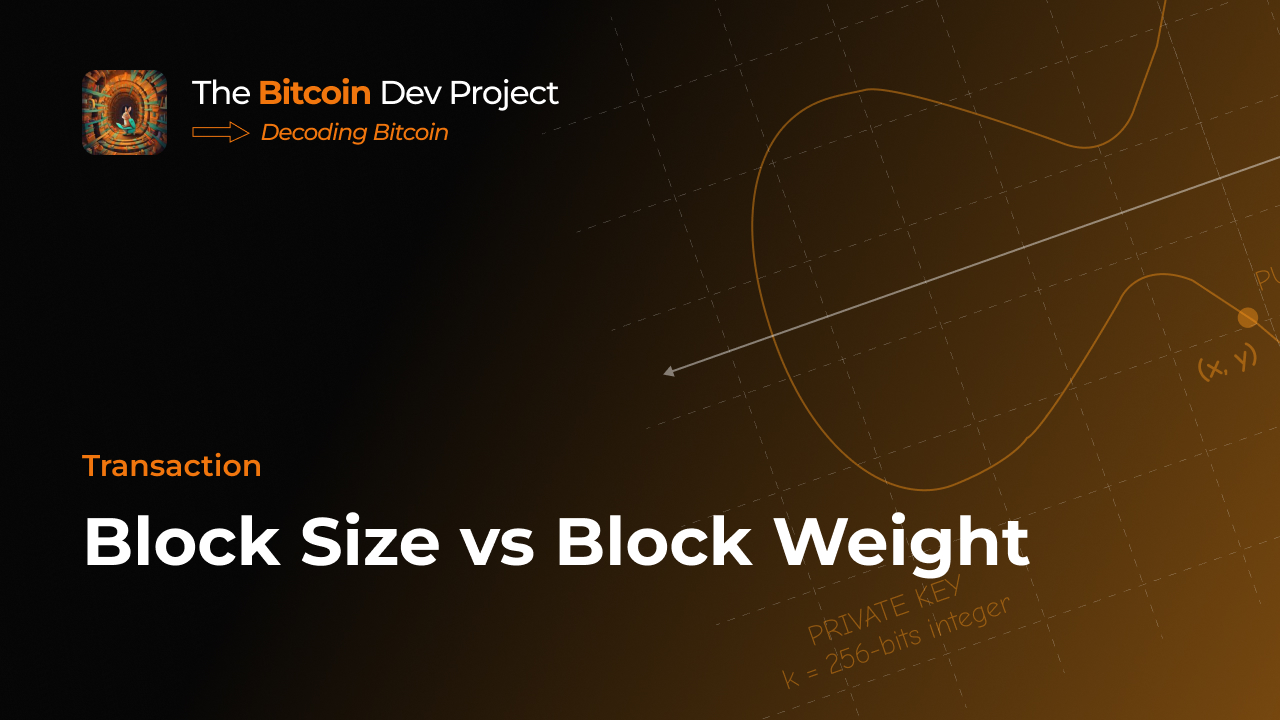 The Bitcoin Dev Project
Decoding Bitcoin
(x, y)
Transaction
Block Size vs Block Weight
PRIVATE KEY
k = 256-bits integer